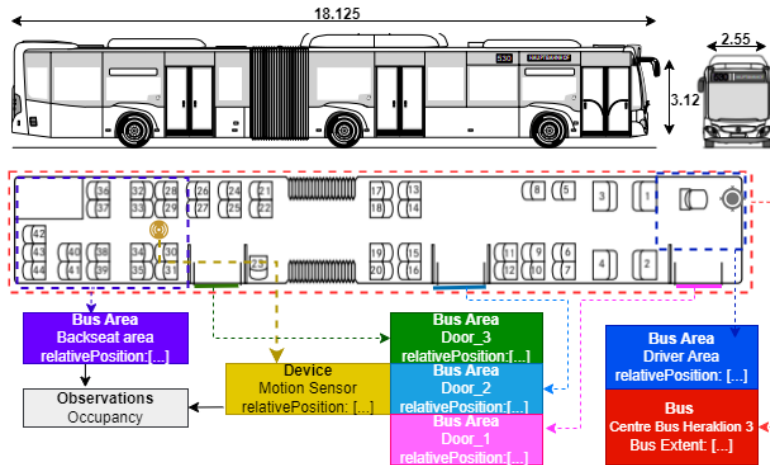 18.125
2.55
530 HAUPTBAHNHOF
3.12
530
36 32 28 26 24 21 17 13 8 5 3 1
37 33 29 27 25 22 18 14
42
43 40 38 34 30 23 19 15 11 9 6 4 2
44 41 39 35 31 20 16 12 10 7
Bus Area
Backseat area
relativePosition:[...]
Observations
Occupancy
Device
Motion Sensor
relativePosition: [...]
Bus Area
Door_3
relativePosition:[...]
Bus Area
Door_2
relativePosition:[...]
Bus Area
Door_1
relativePosition:[...]
Bus Area
Driver Area
relativePosition: [...]
Bus
Centre Bus Heraklion 3
Bus Extent: [...]